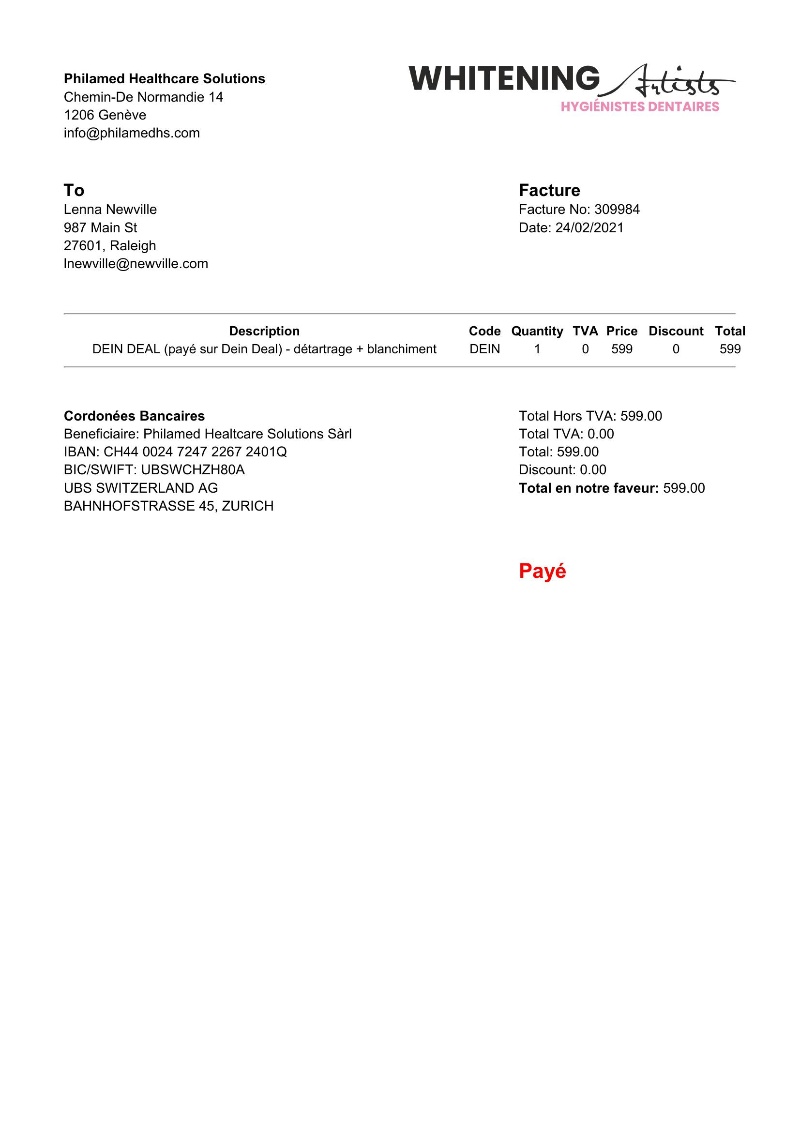 Philamed Healthcare Solutions
Chemin-De Normandie 14
1206 Genève
info@philamedhs.com
WHITENING Artists
HYGIÉNISTES DENTAIRES
To
Lenna Newville
987 Main St
27601, Raleigh
lnewville@newville.com
Facture
Facture No: 309984
Date: 24/02/2021
Description Code Quantity TVA Price Discount Total
DEIN DEAL (payé sur Dein Deal) - détartrage + blanchiment DEIN 1 0 599 0 599
Cordonées Bancaires
Beneficiaire: Philamed Healtcare Solutions Sàrl
IBAN: CH44 0024 7247 2267 2401Q
BIC/SWIFT: UBSWCHZH80A
UBS SWITZERLAND AG
BAHNHOFSTRASSE 45, ZURICH
Total Hors TVA: 599.00
Total TVA: 0.00
Total: 599.00
Discount: 0.00
Total en notre faveur: 599.00
Payé